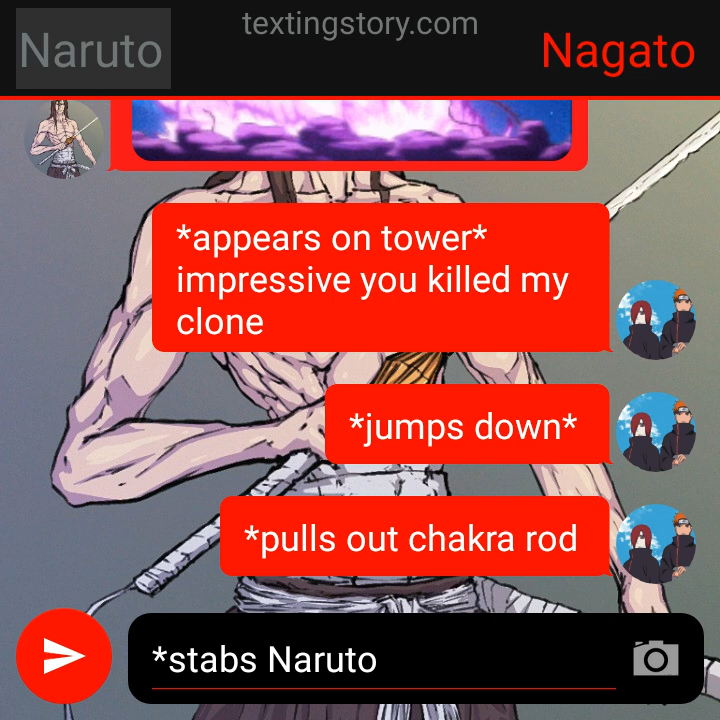 textingstory.com
Naruto
Nagato
*appears on tower*
impressive you killed my
clone
*jumps down*
*pulls out chakra rod
*stabs Naruto